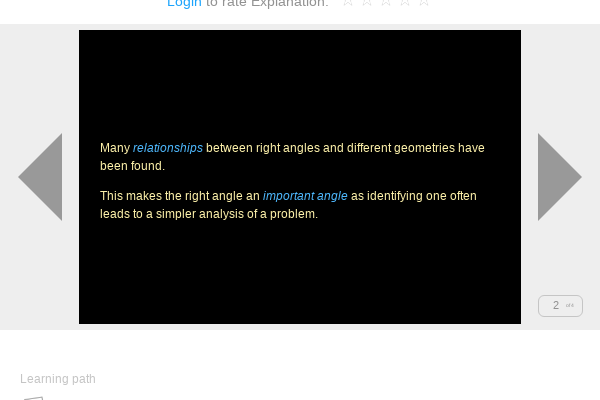 Login to rate Explanation:
Many relationships between right angles and different geometries have
been found.
This makes the right angle an important angle as identifying one often
leads to a simpler analysis of a problem.
2
Learning path